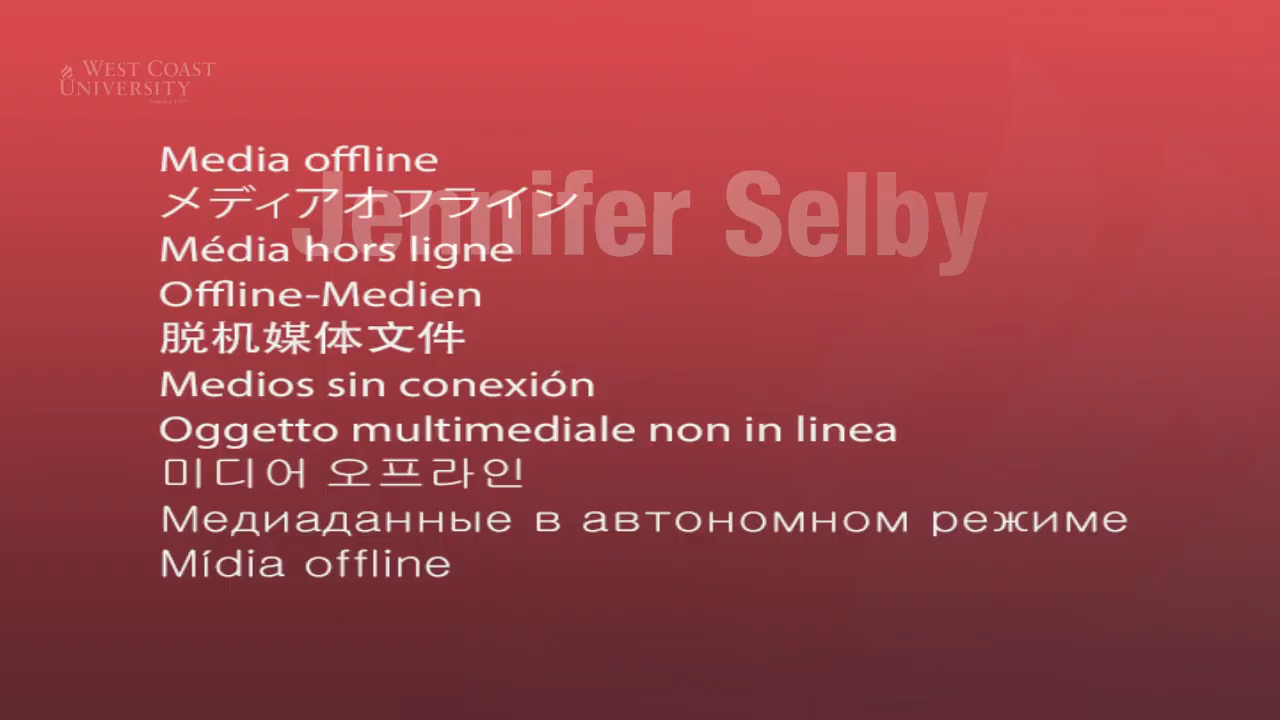 WEST COAST
UNIVERSITY
Founded 1909
Media offline
メディアオフライン
Jennifer Selby
Média hors ligne
Offline-Medien
脱机媒体文件
Medios sin conexión
Oggetto multimediale non in linea
미디어 오프라인
Медиаданные в автономном режиме
Mídia offline